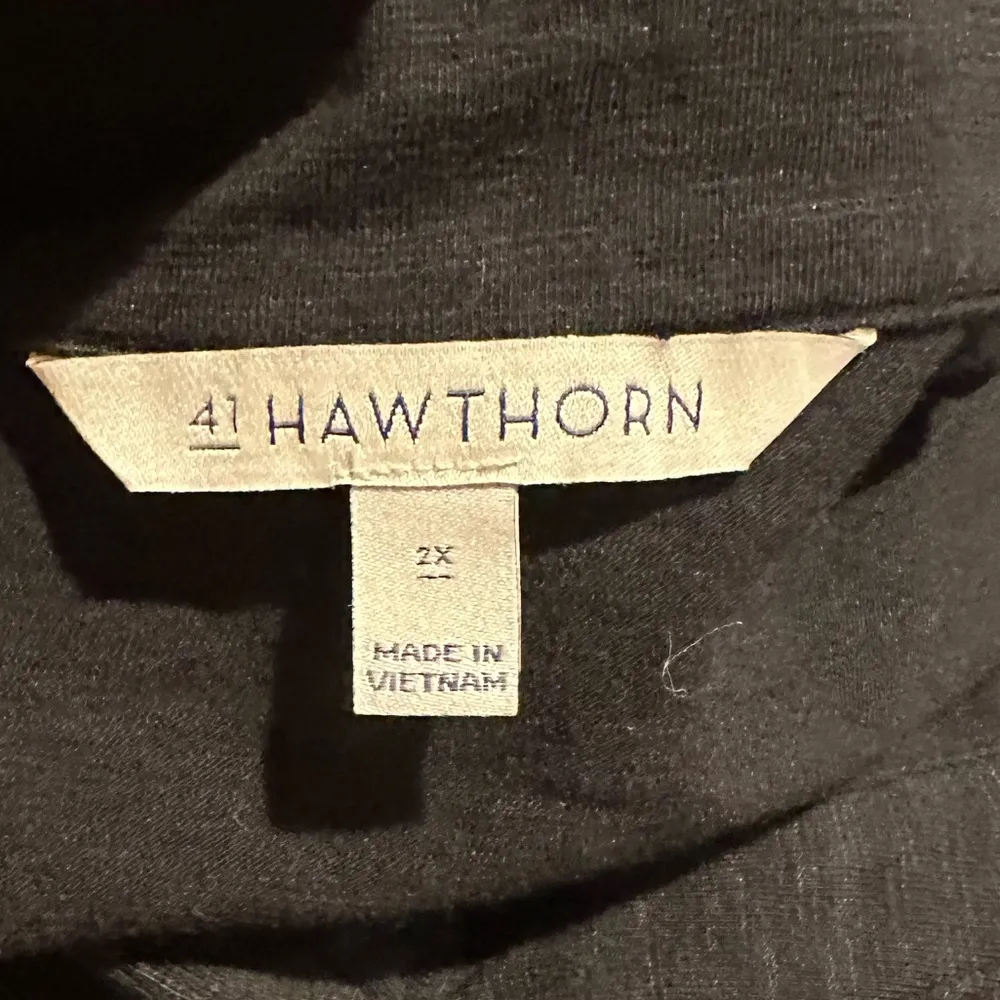 41 HAWTHORN
2X
MADE IN
VIETNAM